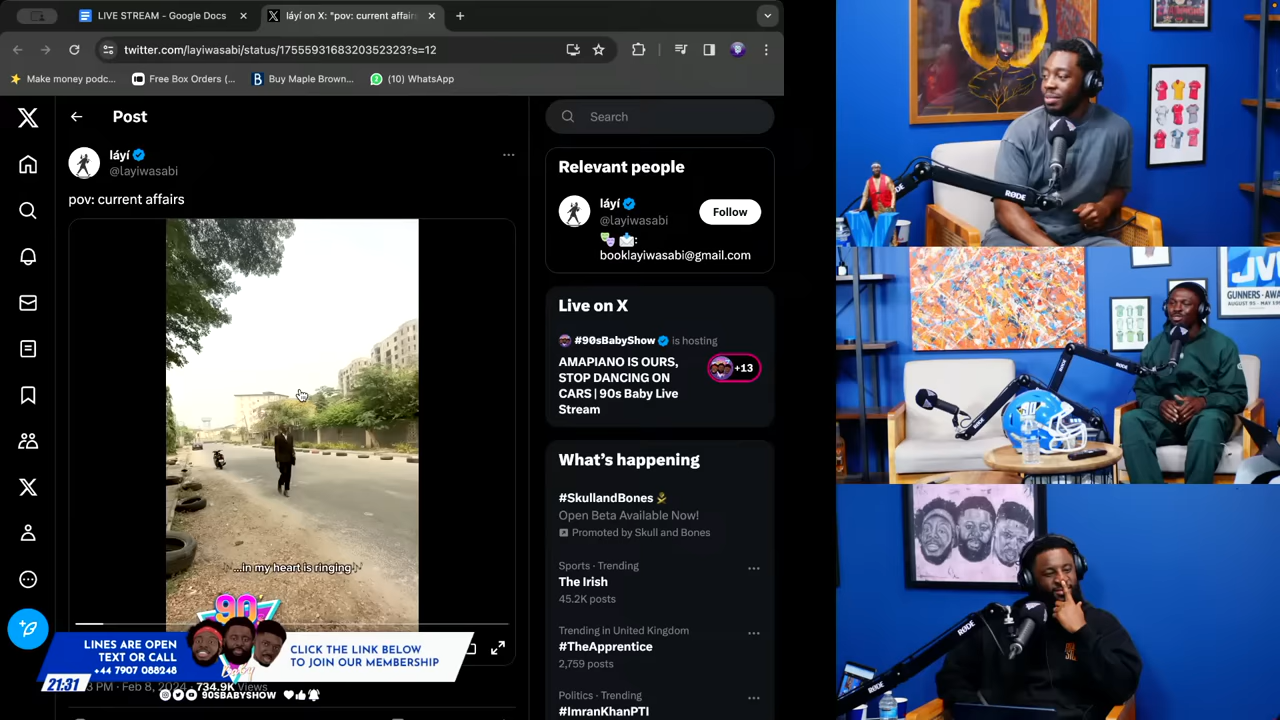 LIVE STREAM - Google Docs
láyí on X: "pov: current affairs
twitter.com/layiwasabi/status/1755593168320352323?s=12
Make money podc...
Free Box Orders (...
Buy Maple Brown...
(10) WhatsApp
Post
Search
láyí
@layiwasabi
pov: current affairs
...in my heart is ringing
Relevant people
láyí
@layiwasabi
Follow
booklayiwasabi@gmail.com
Live on X
#90sBabyShow is hosting
AMAPIANO IS OURS,
STOP DANCING ON
CARS | 90s Baby Live
Stream
+13
What's happening
#SkullandBones
Open Beta Available Now!
Promoted by Skull and Bones
Sports · Trending
The Irish
45.2K posts
Trending in United Kingdom
#TheApprentice
2,759 posts
Politics · Trending
#ImranKhanPTI
LINES ARE OPEN
TEXT OR CALL
+44 7907 088248
21:31
CLICK THE LINK BELOW
TO JOIN OUR MEMBERSHIP
PM · Feb 8, 2024 · 734.9K Views
90SBABYSHOW
90
Baby
RØDE
RØDE
RØDE
JVC
GUNNERS